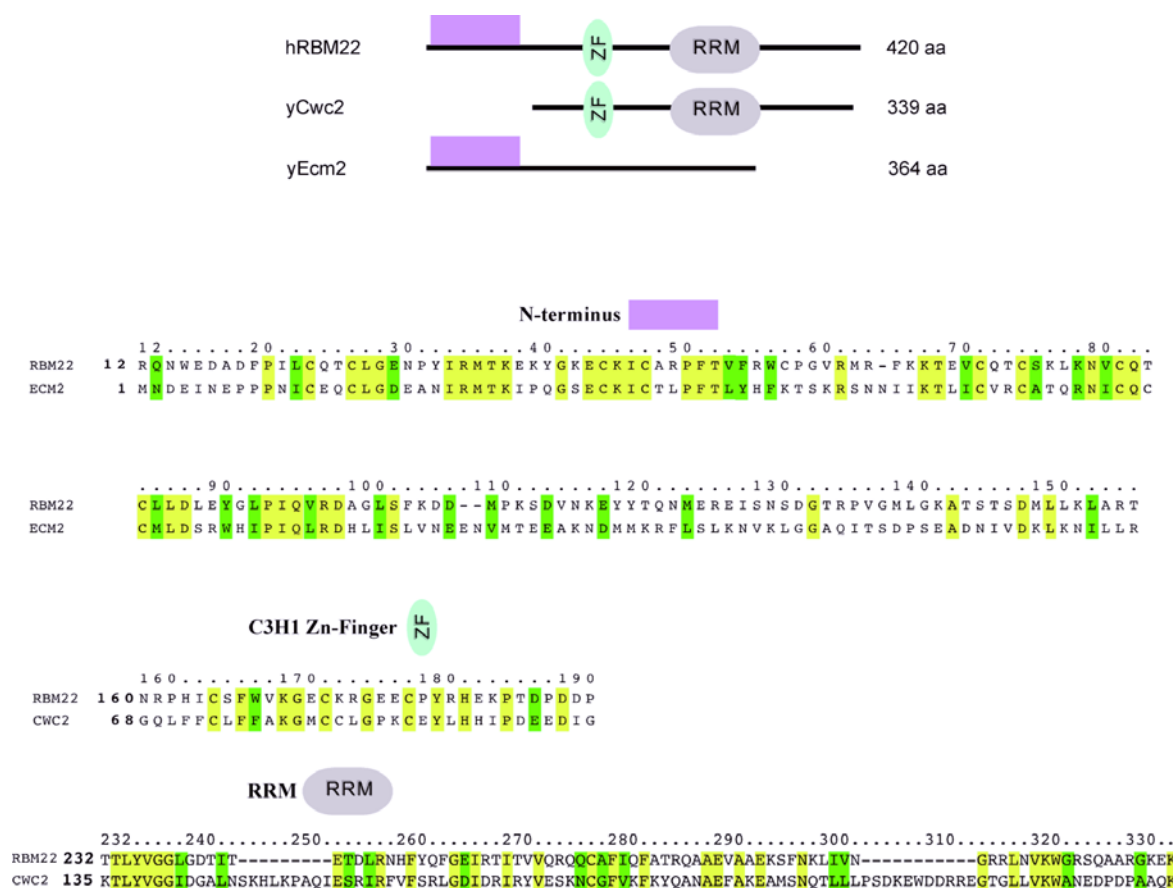 hRBM22 ZF RRM 420 aa
yCwc2 ZF RRM 339 aa
yEcm2 364 aa
N-terminus
12.......20........30........40........50........60........70........80....
RBM22 12 RQNWEDADFPILCQTCLGENPYIRMTKEKYGKECKICARPFTVFRWCPGVRMR-FKKTEVCQTCSKLKNVCQT
ECM2 1 MNDEINEPPPNICEQCLGDEANIRMTKIPQGSECKICTLPFTLYHFKTSKRSNNIIKTLICVRCATQRNICQC
.....90........100.......110.......120.......130.......140.......150.....
RBM22 CLLDLEYGLPIQVRDAGLSFKDD--MPKSDVNKEYYTQNMEREISNSDGTRPVGMLGKATSTSDMLLKLART
ECM2 CMLDSRWHIPIQLRDHLISLVNEENVMTEEAKNDMMKRFLSLKNVKLGGAQITSDPSEADNIVDKLKNILLR
C3H1 Zn-Finger ZF
160.......170.......180.......190
RBM22 160 NRPHICSFWVKGECKRGEECPYRHEKPTDPDDP
CWC2 68 GQLFFCLFFAKGMCCLGPKCEYLHHIPDEEDIG
RRM RRM
232.....240.........250.......260.......270.......280.......290.......300.........310.......320.......330..
RBM22 232 TTLYVGGLGDTIT----------ETDLRNHFYQFGEIRTITVVQRQQCAFIQFATRQAAEVAAEKSFNKLIVN----------GRRLNVKWGRSQAARGKEK
CWC2 135 KTLYVGGIDGALNSKHLKPAQIESRIRFVFSRLGDIDRIRYVESKNCGFVKFKYQANAEFAKEAMSNQTLLLPSDKEWDDRREGTGLLVKWANEDPDPAAQK